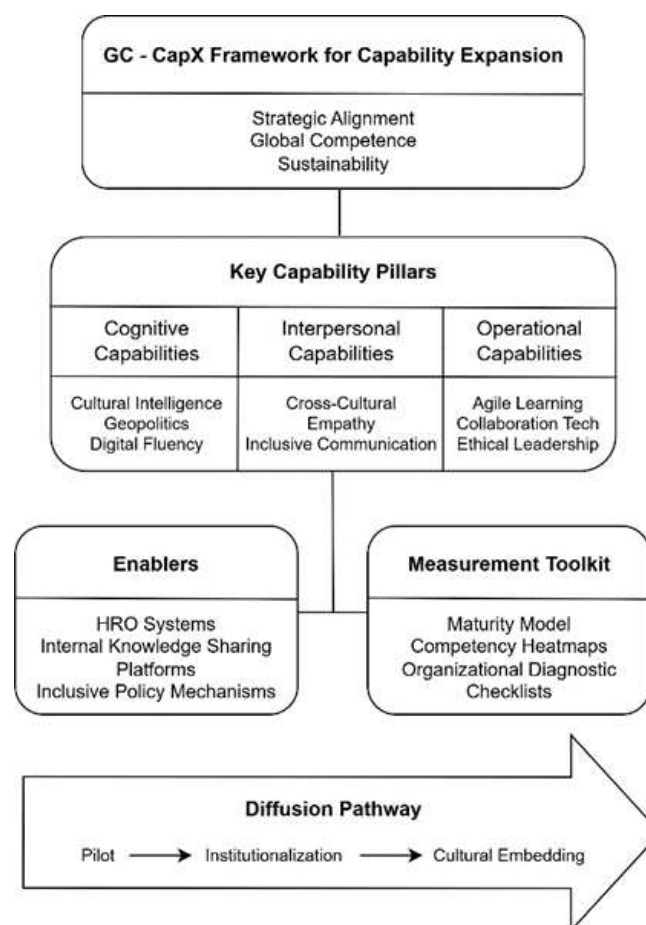 GC - CapX Framework for Capability Expansion
Strategic Alignment
Global Competence
Sustainability
Key Capability Pillars
Cognitive
Capabilities
Interpersonal
Capabilities
Operational
Capabilities
Cultural Intelligence
Geopolitics
Digital Fluency
Cross-Cultural
Empathy
Inclusive Communication
Agile Learning
Collaboration Tech
Ethical Leadership
Enablers
HRO Systems
Internal Knowledge Sharing
Platforms
Inclusive Policy Mechanisms
Measurement Toolkit
Maturity Model
Competency Heatmaps
Organizational Diagnostic
Checklists
Diffusion Pathway
Pilot
Institutionalization
Cultural Embedding